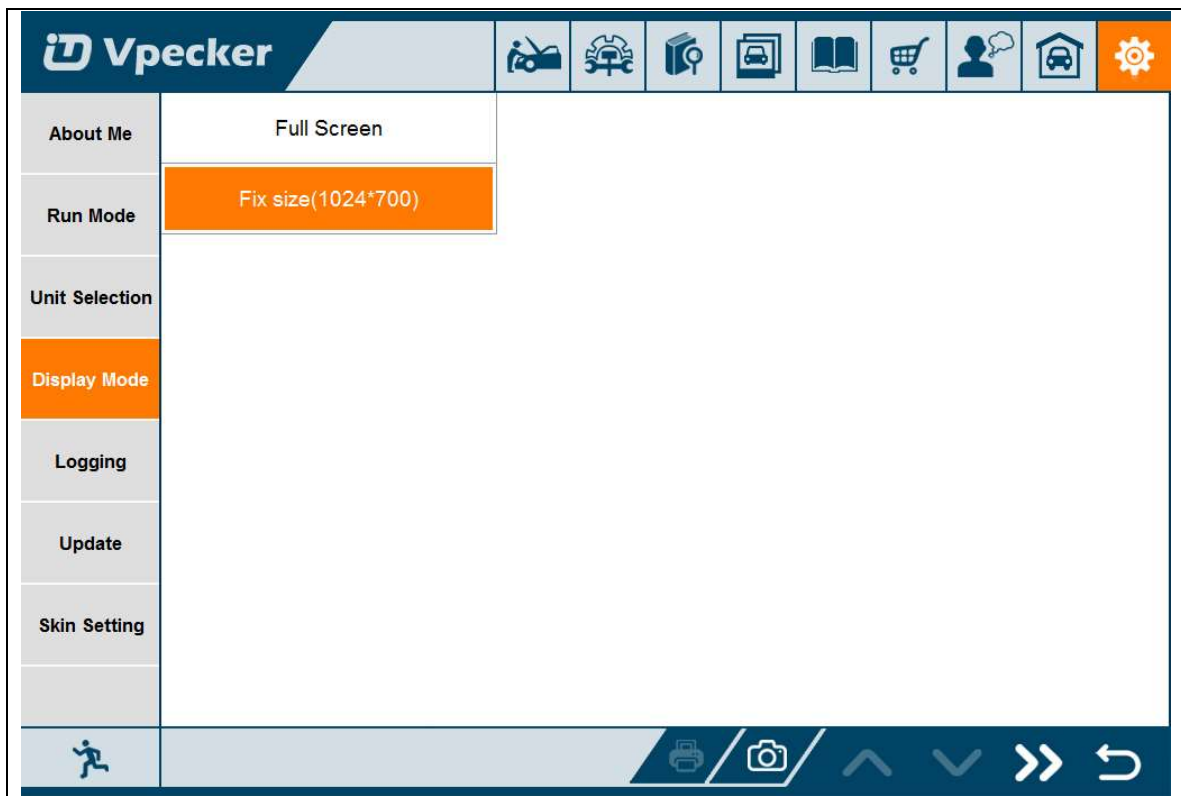 Vpecker
About Me
Full Screen
Fix size(1024*700)
Run Mode
Unit Selection
Display Mode
Logging
Update
Skin Setting